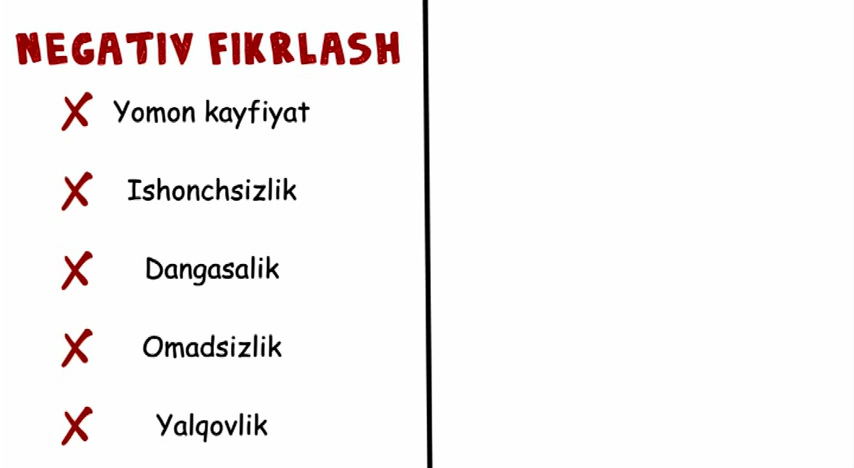 NEGATIV FIKRLASH
Yomon kayfiyat
Ishonchsizlik
Dangasalik
Omadsizlik
Yalqovlik